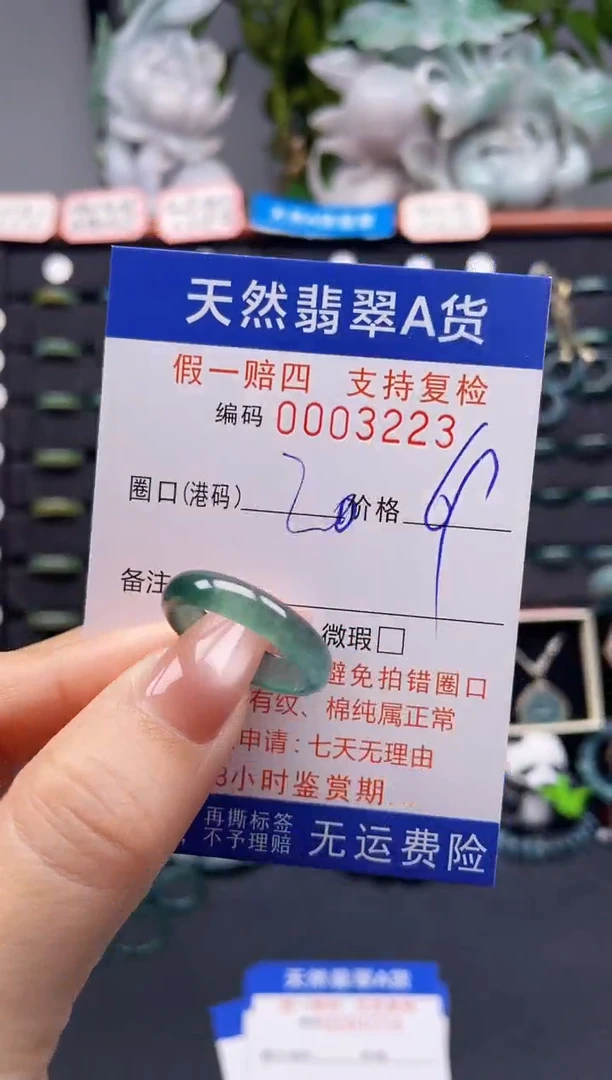 天然翡翠A货
假一赔四 支持复检
编码 0003223
圈口(港码) 20 价格
备注
微瑕
避免拍错圈口
有纹、棉纯属正常
申请:七天无理由
小时鉴赏期
再撕标签
不予理赔 无运费险
天然翡翠A货